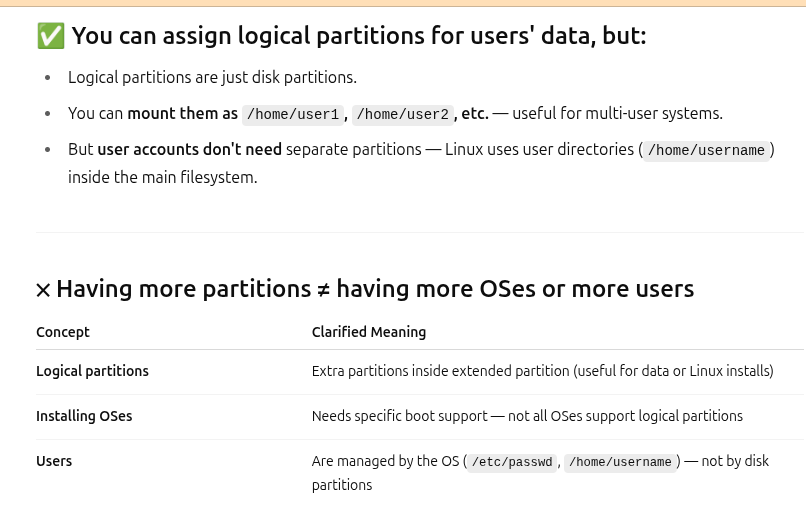 ✅ You can assign logical partitions for users' data, but:
• Logical partitions are just disk partitions.
• You can mount them as /home/user1, /home/user2, etc. — useful for multi-user systems.
• But user accounts don't need separate partitions — Linux uses user directories (/home/username)
inside the main filesystem.
❌ Having more partitions ≠ having more OSes or more users
Concept Clarified Meaning
Logical partitions Extra partitions inside extended partition (useful for data or Linux installs)
Installing OSes Needs specific boot support — not all OSes support logical partitions
Users Are managed by the OS (/etc/passwd, /home/username) — not by disk
partitions